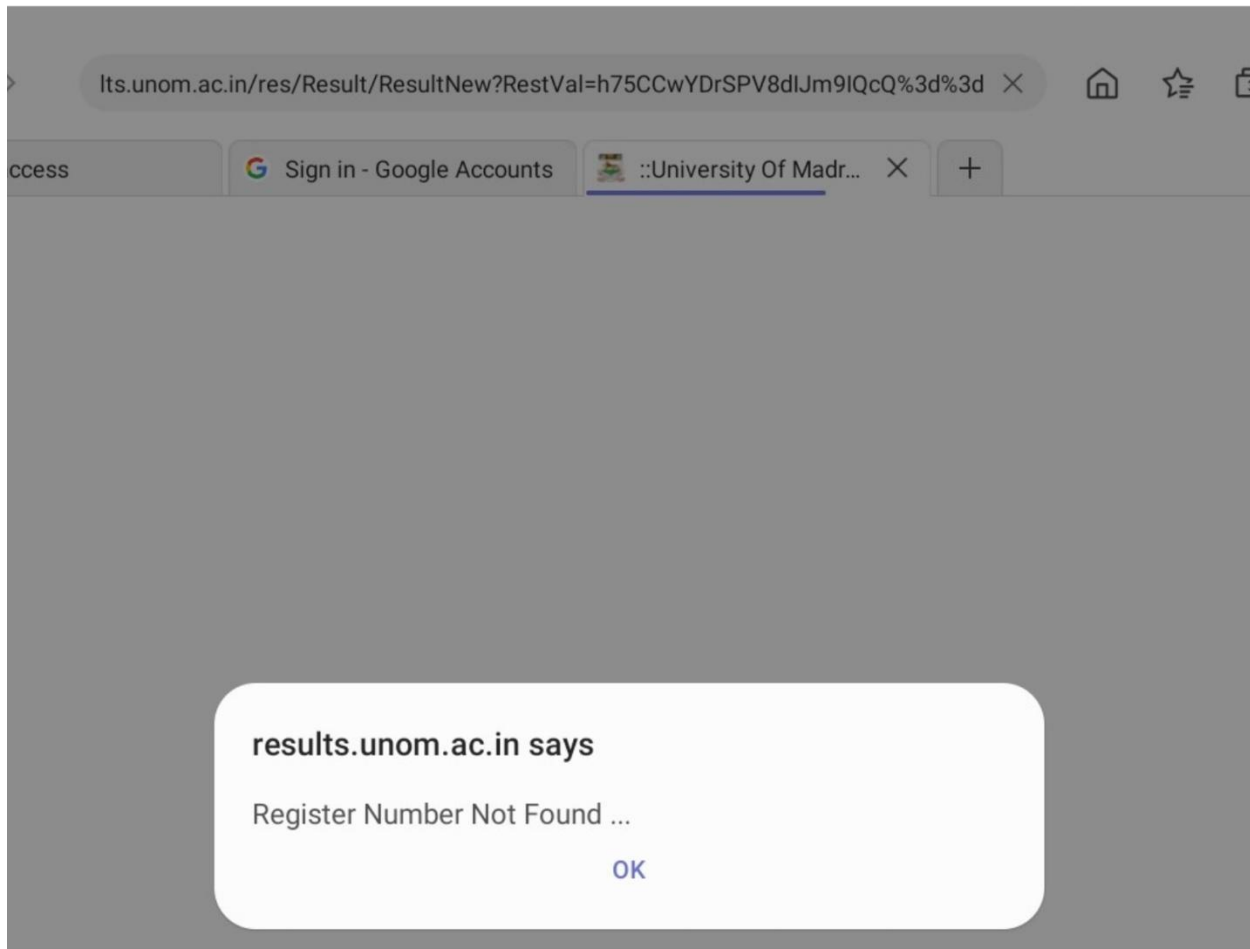 lts.unom.ac.in/res/Result/ResultNew?RestVal=h75CCwYDrSPV8dIJm9IQcQ%3d%3d
ccess
Sign in - Google Accounts
::University Of Madr...
results.unom.ac.in says
Register Number Not Found ...
OK